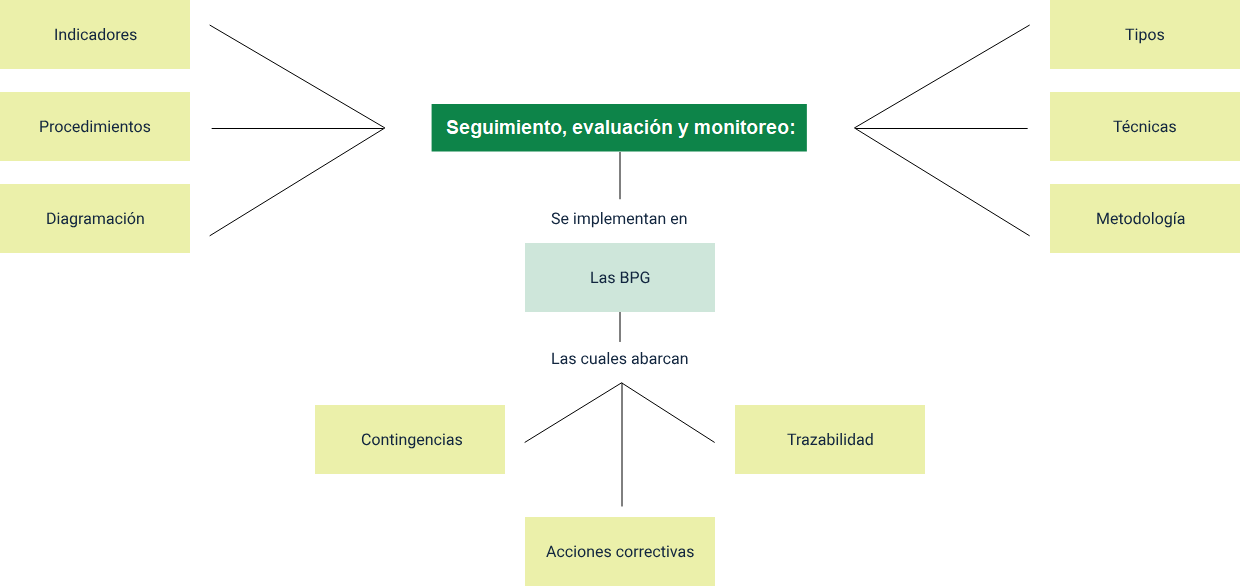 Indicadores
Tipos
Procedimientos
Seguimiento, evaluación y monitoreo:
Técnicas
Diagramación
Se implementan en
Metodología
Las BPG
Las cuales abarcan
Contingencias
Trazabilidad
Acciones correctivas